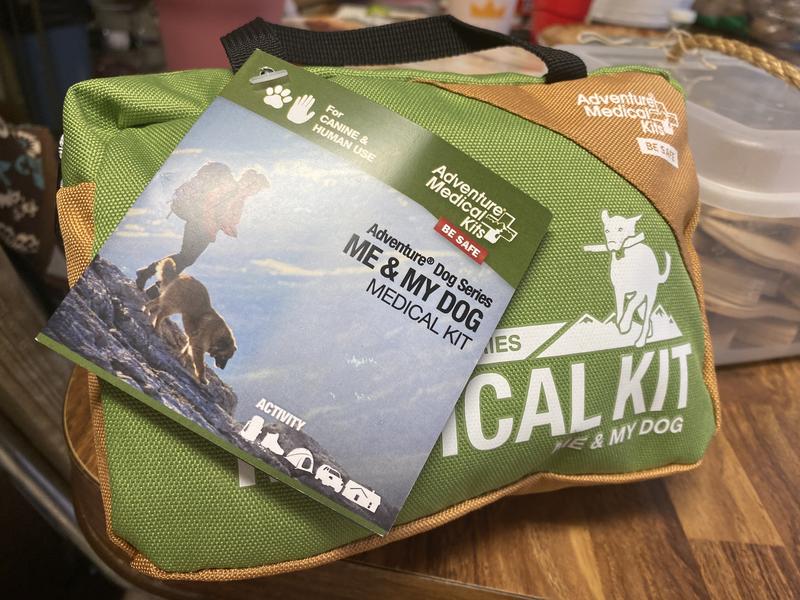 For
CANINE &
HUMAN USE
Adventure®
Medical
Kits
BE SAFE
Adventure® Dog Series
ME & MY DOG
MEDICAL KIT
ACTIVITY
Adventure®
Medical
Kits
BE SAFE
IES
ICAL KIT
ME & MY DOG